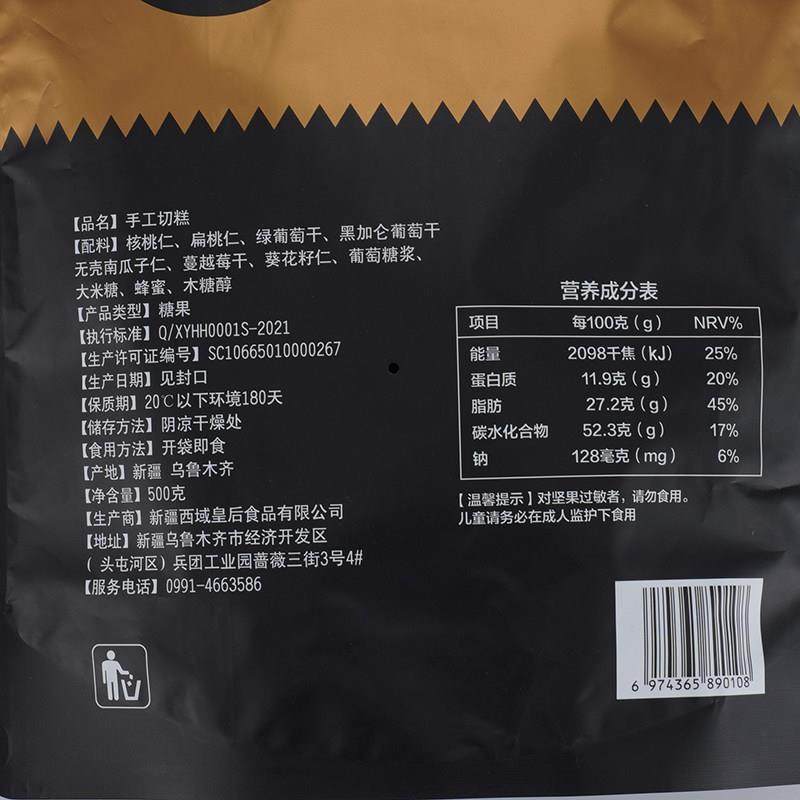 【品名】手工切糕
【配料】核桃仁、扁桃仁、绿葡萄干、黑加仑葡萄干
无壳南瓜子仁、蔓越莓干、葵花籽仁、葡萄糖浆、
大米糖、蜂蜜、木糖醇
【产品类型】糖果
【执行标准】Q/XYHH0001S-2021
【生产许可证编号】SC10665010000267
【生产日期】见封口
【保质期】20℃以下环境180天
【储存方法】阴凉干燥处
【食用方法】开袋即食
【产地】新疆 乌鲁木齐
【净含量】500克
【生产商】新疆西域皇后食品有限公司
【地址】新疆乌鲁木齐市经济开发区
(头屯河区)兵团工业园蔷薇三街3号4#
【服务电话】0991-4663586
营养成分表
项目 每100克(g) NRV%
能量 2098千焦(kJ) 25%
蛋白质 11.9克(g) 20%
脂肪 27.2克(g) 45%
碳水化合物 52.3克(g) 17%
钠 128毫克(mg) 6%
【温馨提示】对坚果过敏者，请勿食用。
儿童请务必在成人监护下食用
6 974365 890108